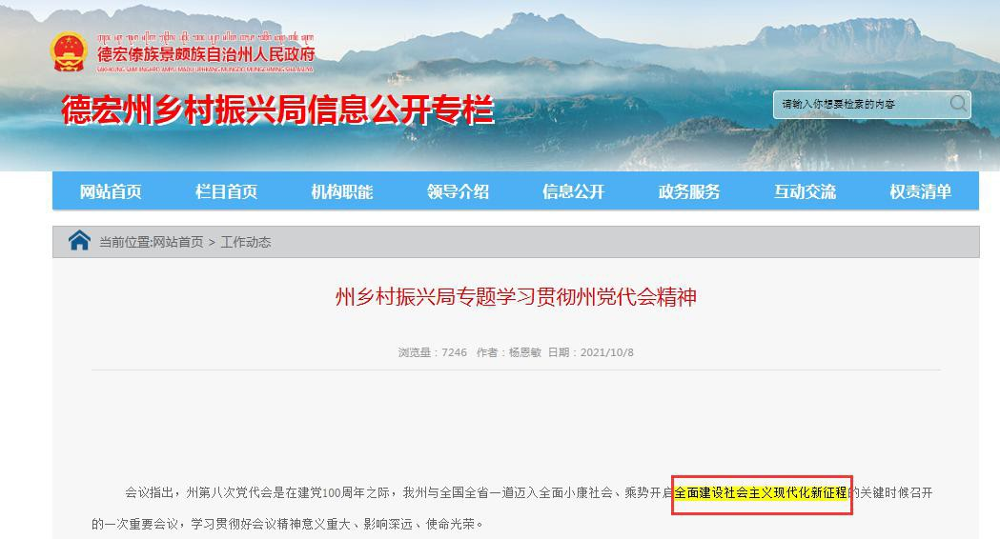 德宏傣族景颇族自治州人民政府
德宏州乡村振兴局信息公开专栏
请输入你想要检索的内容
网站首页 栏目首页 机构职能 领导介绍 信息公开 政务服务 互动交流 权责清单
当前位置:网站首页 > 工作动态
州乡村振兴局专题学习贯彻州党代会精神
浏览量：7246 作者：杨恩敏 日期：2021/10/8
会议指出，州第八次党代会是在建党100周年之际，我州与全国全省一道迈入全面小康社会、乘势开启全面建设社会主义现代化新征程的关键时候召开
的一次重要会议，学习贯彻好会议精神意义重大、影响深远、使命光荣。